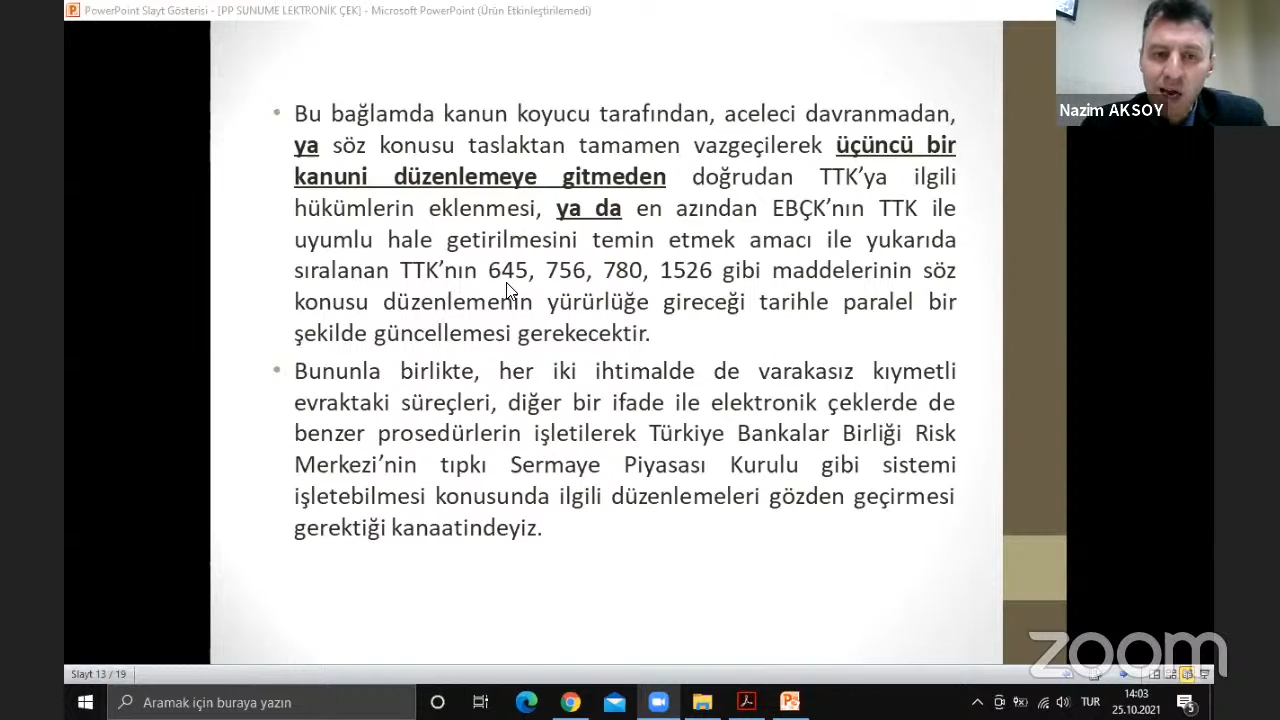 PowerPoint Slayt Gösterisi - [PP SUNUME LEKTRONİK ÇEK] - Microsoft PowerPoint (Ürün Etkinleştirilemedi)
Nazim AKSOY
• Bu bağlamda kanun koyucu tarafından, aceleci davranmadan,
ya söz konusu taslaktan tamamen vazgeçilerek üçüncü bir
kanuni düzenlemeye gitmeden doğrudan TTK’ya ilgili
hükümlerin eklenmesi, ya da en azından EBÇK’nın TTK ile
uyumlu hale getirilmesini temin etmek amacı ile yukarıda
sıralanan TTK’nın 645, 756, 780, 1526 gibi maddelerinin söz
konusu düzenlemenin yürürlüğe gireceği tarihle paralel bir
şekilde güncellemesi gerekecektir.
• Bununla birlikte, her iki ihtimalde de varakasız kıymetli
evraktaki süreçleri, diğer bir ifade ile elektronik çeklerde de
benzer prosedürlerin işletilerek Türkiye Bankalar Birliği Risk
Merkezi’nin tıpkı Sermaye Piyasası Kurulu gibi sistemi
işletebilmesi konusunda ilgili düzenlemeleri gözden geçirmesi
gerektiği kanaatindeyiz.
zoom
Slayt 13 / 19
Aramak için buraya yazın
TUR
14:03
25.10.2021
5